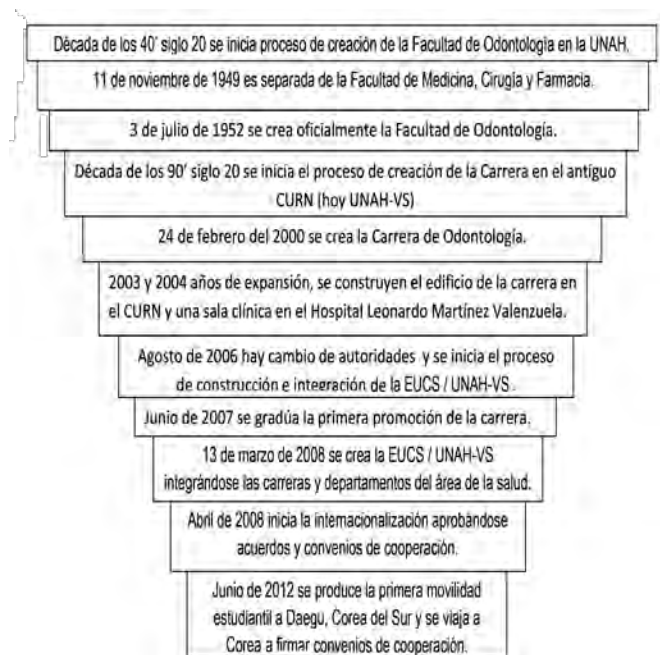 Década de los 40' siglo 20 se inicia proceso de creación de la Facultad de Odontología en la UNAH.
11 de noviembre de 1949 es separada de la Facultad de Medicina, Cirugía y Farmacia.
3 de julio de 1952 se crea oficialmente la Facultad de Odontología.
Década de los 90' siglo 20 se inicia el proceso de creación de la Carrera en el antiguo
CURN (hoy UNAH-VS)
24 de febrero del 2000 se crea la Carrera de Odontología.
2003 y 2004 años de expansión, se construyen el edificio de la carrera en
el CURN y una sala clínica en el Hospital Leonardo Martínez Valenzuela.
Agosto de 2006 hay cambio de autoridades y se inicia el proceso
de construcción e integración de la EUCS / UNAH-VS .
Junio de 2007 se gradúa la primera promoción de la carrera.
13 de marzo de 2008 se crea la EUCS / UNAH-VS
integrándose las carreras y departamentos del área de la salud.
Abril de 2008 inicia la internacionalización aprobándose
acuerdos y convenios de cooperación.
Junio de 2012 se produce la primera movilidad
estudiantil a Daegu, Corea del Sur y se viaja a
Corea a firmar convenios de cooperación.